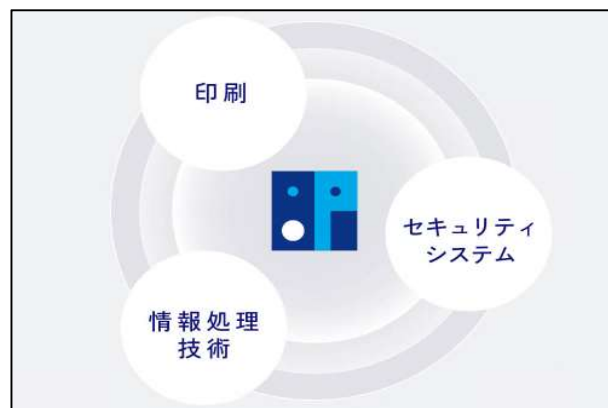 印刷
セキュリティ
システム
情報処理
技術